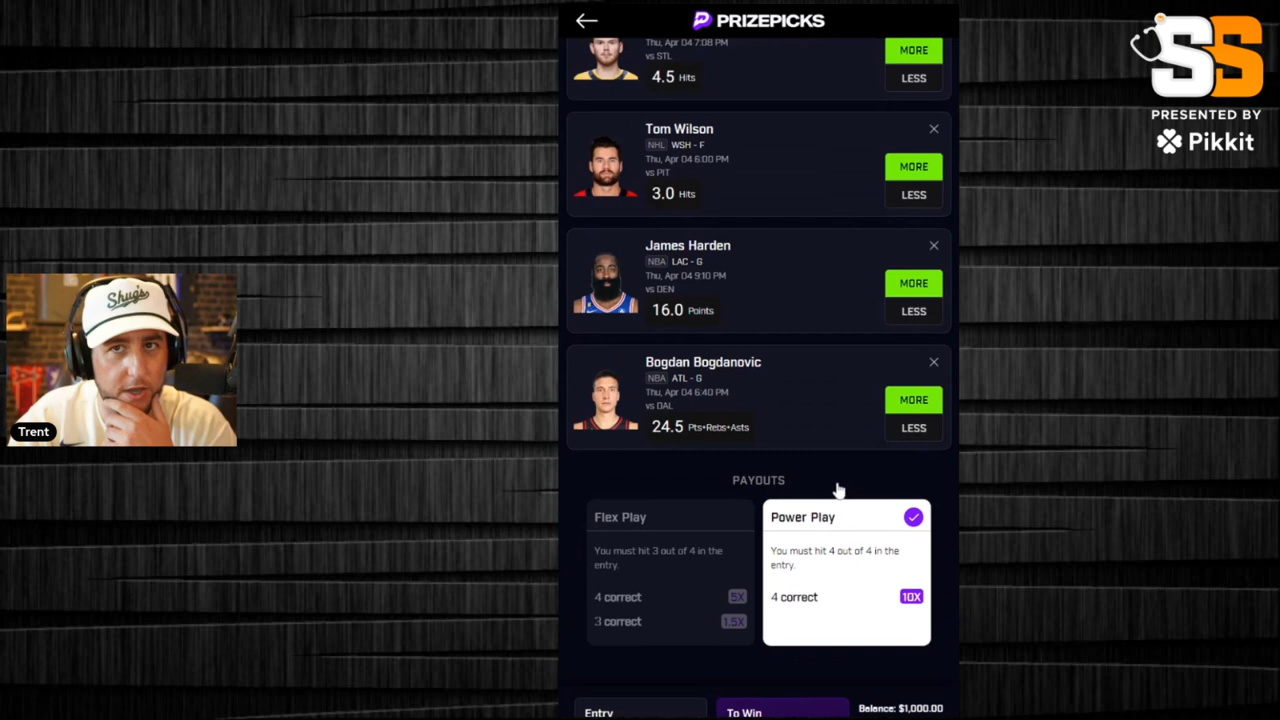 PRIZEPICKS
SS
PRESENTED BY
Pikkit
Thu, Apr 04 7:08 PM
vs STL
4.5 Hits
MORE
LESS
Tom Wilson
NHL WSH - F
Thu, Apr 04 6:00 PM
vs PIT
3.0 Hits
MORE
LESS
James Harden
NBA LAC - G
Thu, Apr 04 9:10 PM
vs DEN
16.0 Points
MORE
LESS
Bogdan Bogdanovic
NBA ATL - G
Thu, Apr 04 6:40 PM
vs DAL
24.5 Pts+Rebs+Asts
MORE
LESS
Shug's
Trent
PAYOUTS
Flex Play
You must hit 3 out of 4 in the
entry.
4 correct 5X
3 correct 1.5X
Power Play
You must hit 4 out of 4 in the
entry.
4 correct 10X
Entry
To Win
Balance: $1,000.00